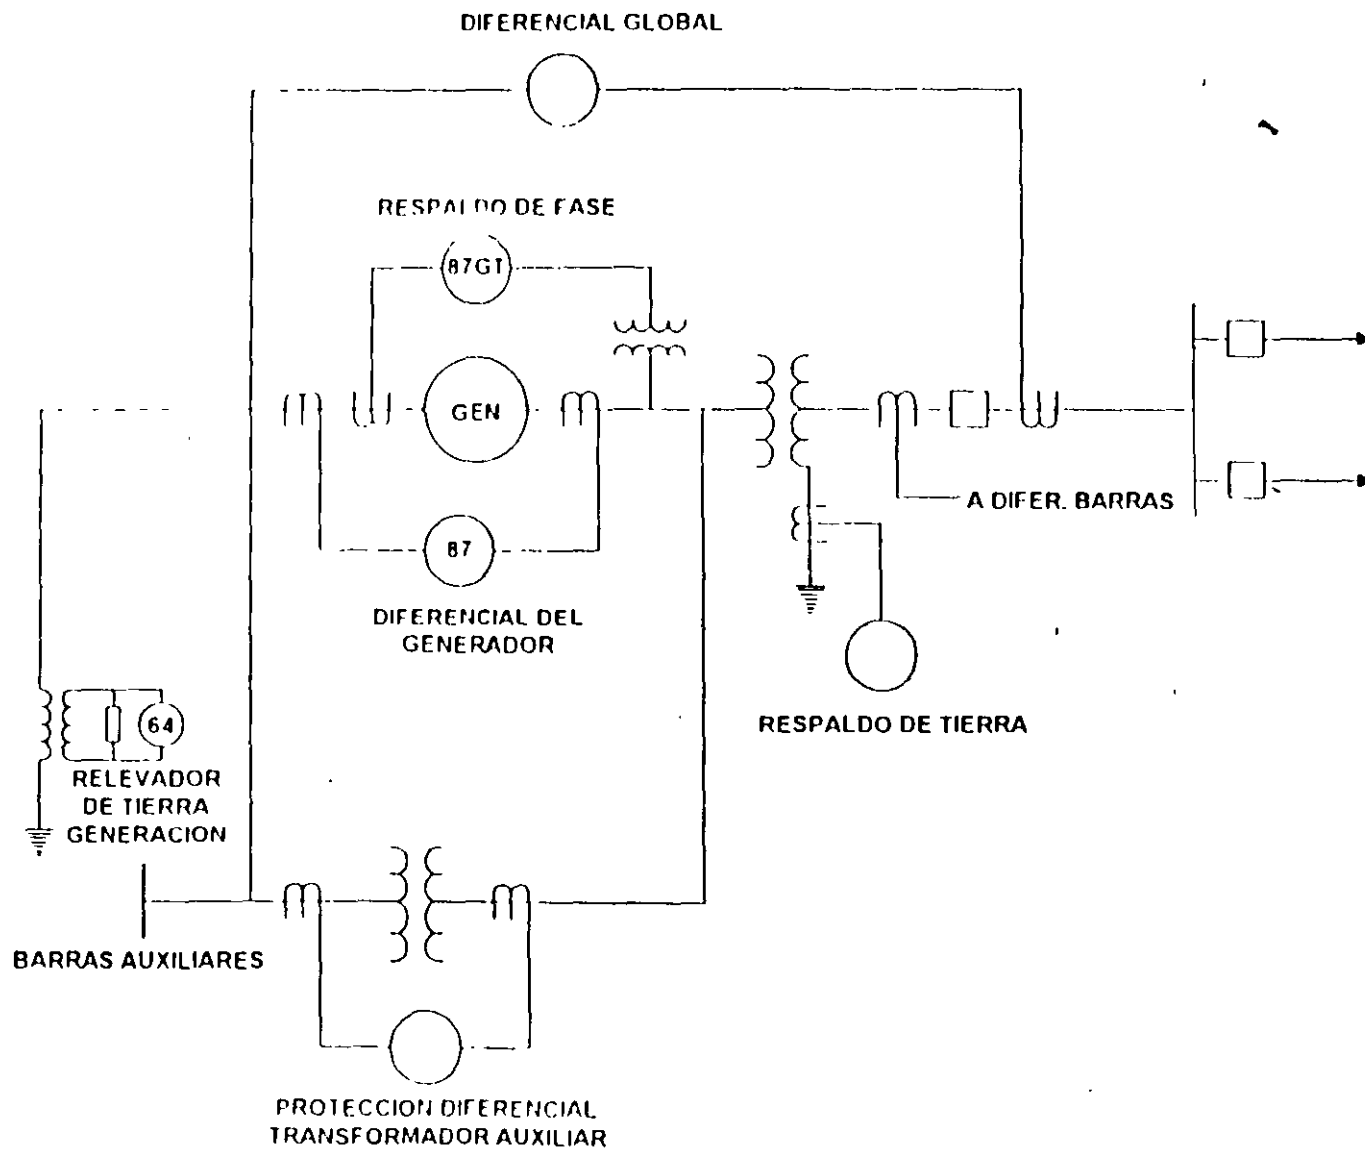 DIFERENCIAL GLOBAL
RESPALDO DE FASE
87GT
GEN
A DIFER. BARRAS
87
DIFERENCIAL DEL
GENERADOR
64
RESPALDO DE TIERRA
RELEVADOR
DE TIERRA
GENERACION
BARRAS AUXILIARES
PROTECCION DIFERENCIAL
TRANSFORMADOR AUXILIAR